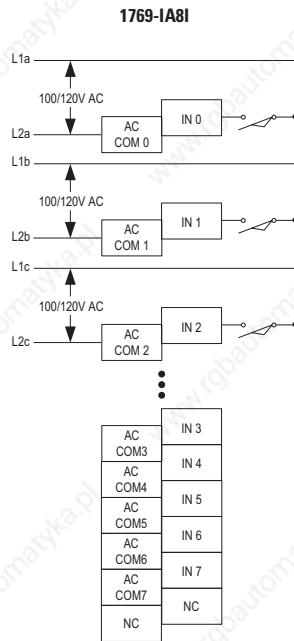 1769-IA8I
L1a
100/120V AC
IN 0
AC
COM 0
L2a
L1b
100/120V AC
IN 1
AC
COM 1
L2b
L1c
100/120V AC
IN 2
AC
COM 2
L2c
IN 3
AC
COM3
IN 4
AC
COM4
IN 5
AC
COM5
IN 6
AC
COM6
IN 7
AC
COM7
NC
NC